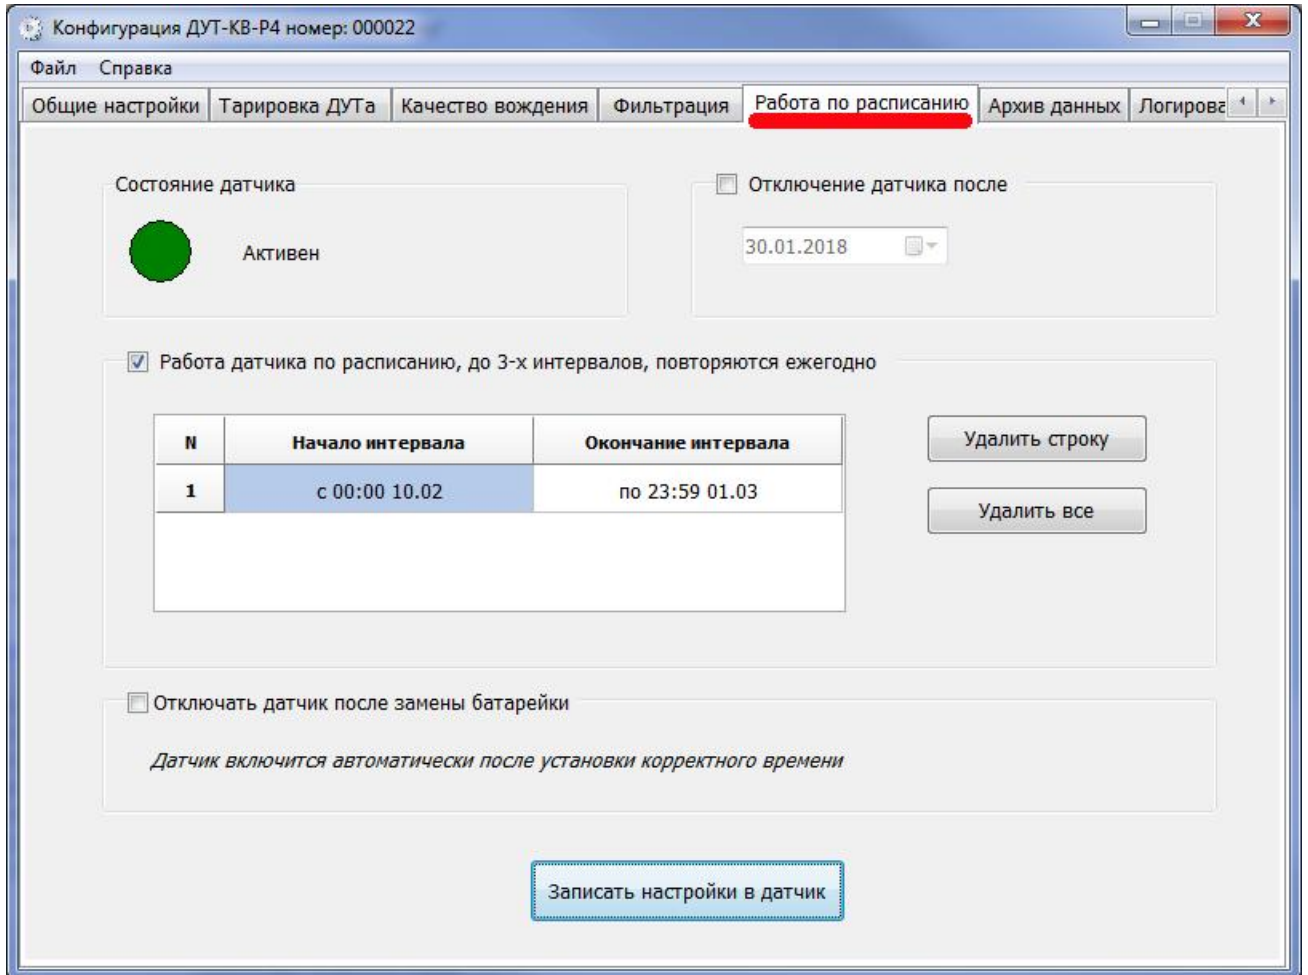 Конфигурация ДУТ-КВ-Р4 номер: 000022
Файл Справка
Общие настройки Тарировка ДУТа Качество вождения Фильтрация Работа по расписанию Архив данных Логирова
Состояние датчика
Отключение датчика после
Активен
30.01.2018
Работа датчика по расписанию, до 3-х интервалов, повторяются ежегодно
N Начало интервала Окончание интервала
1 с 00:00 10.02 по 23:59 01.03
Удалить строку
Удалить все
Отключать датчик после замены батарейки
Датчик включится автоматически после установки корректного времени
Записать настройки в датчик